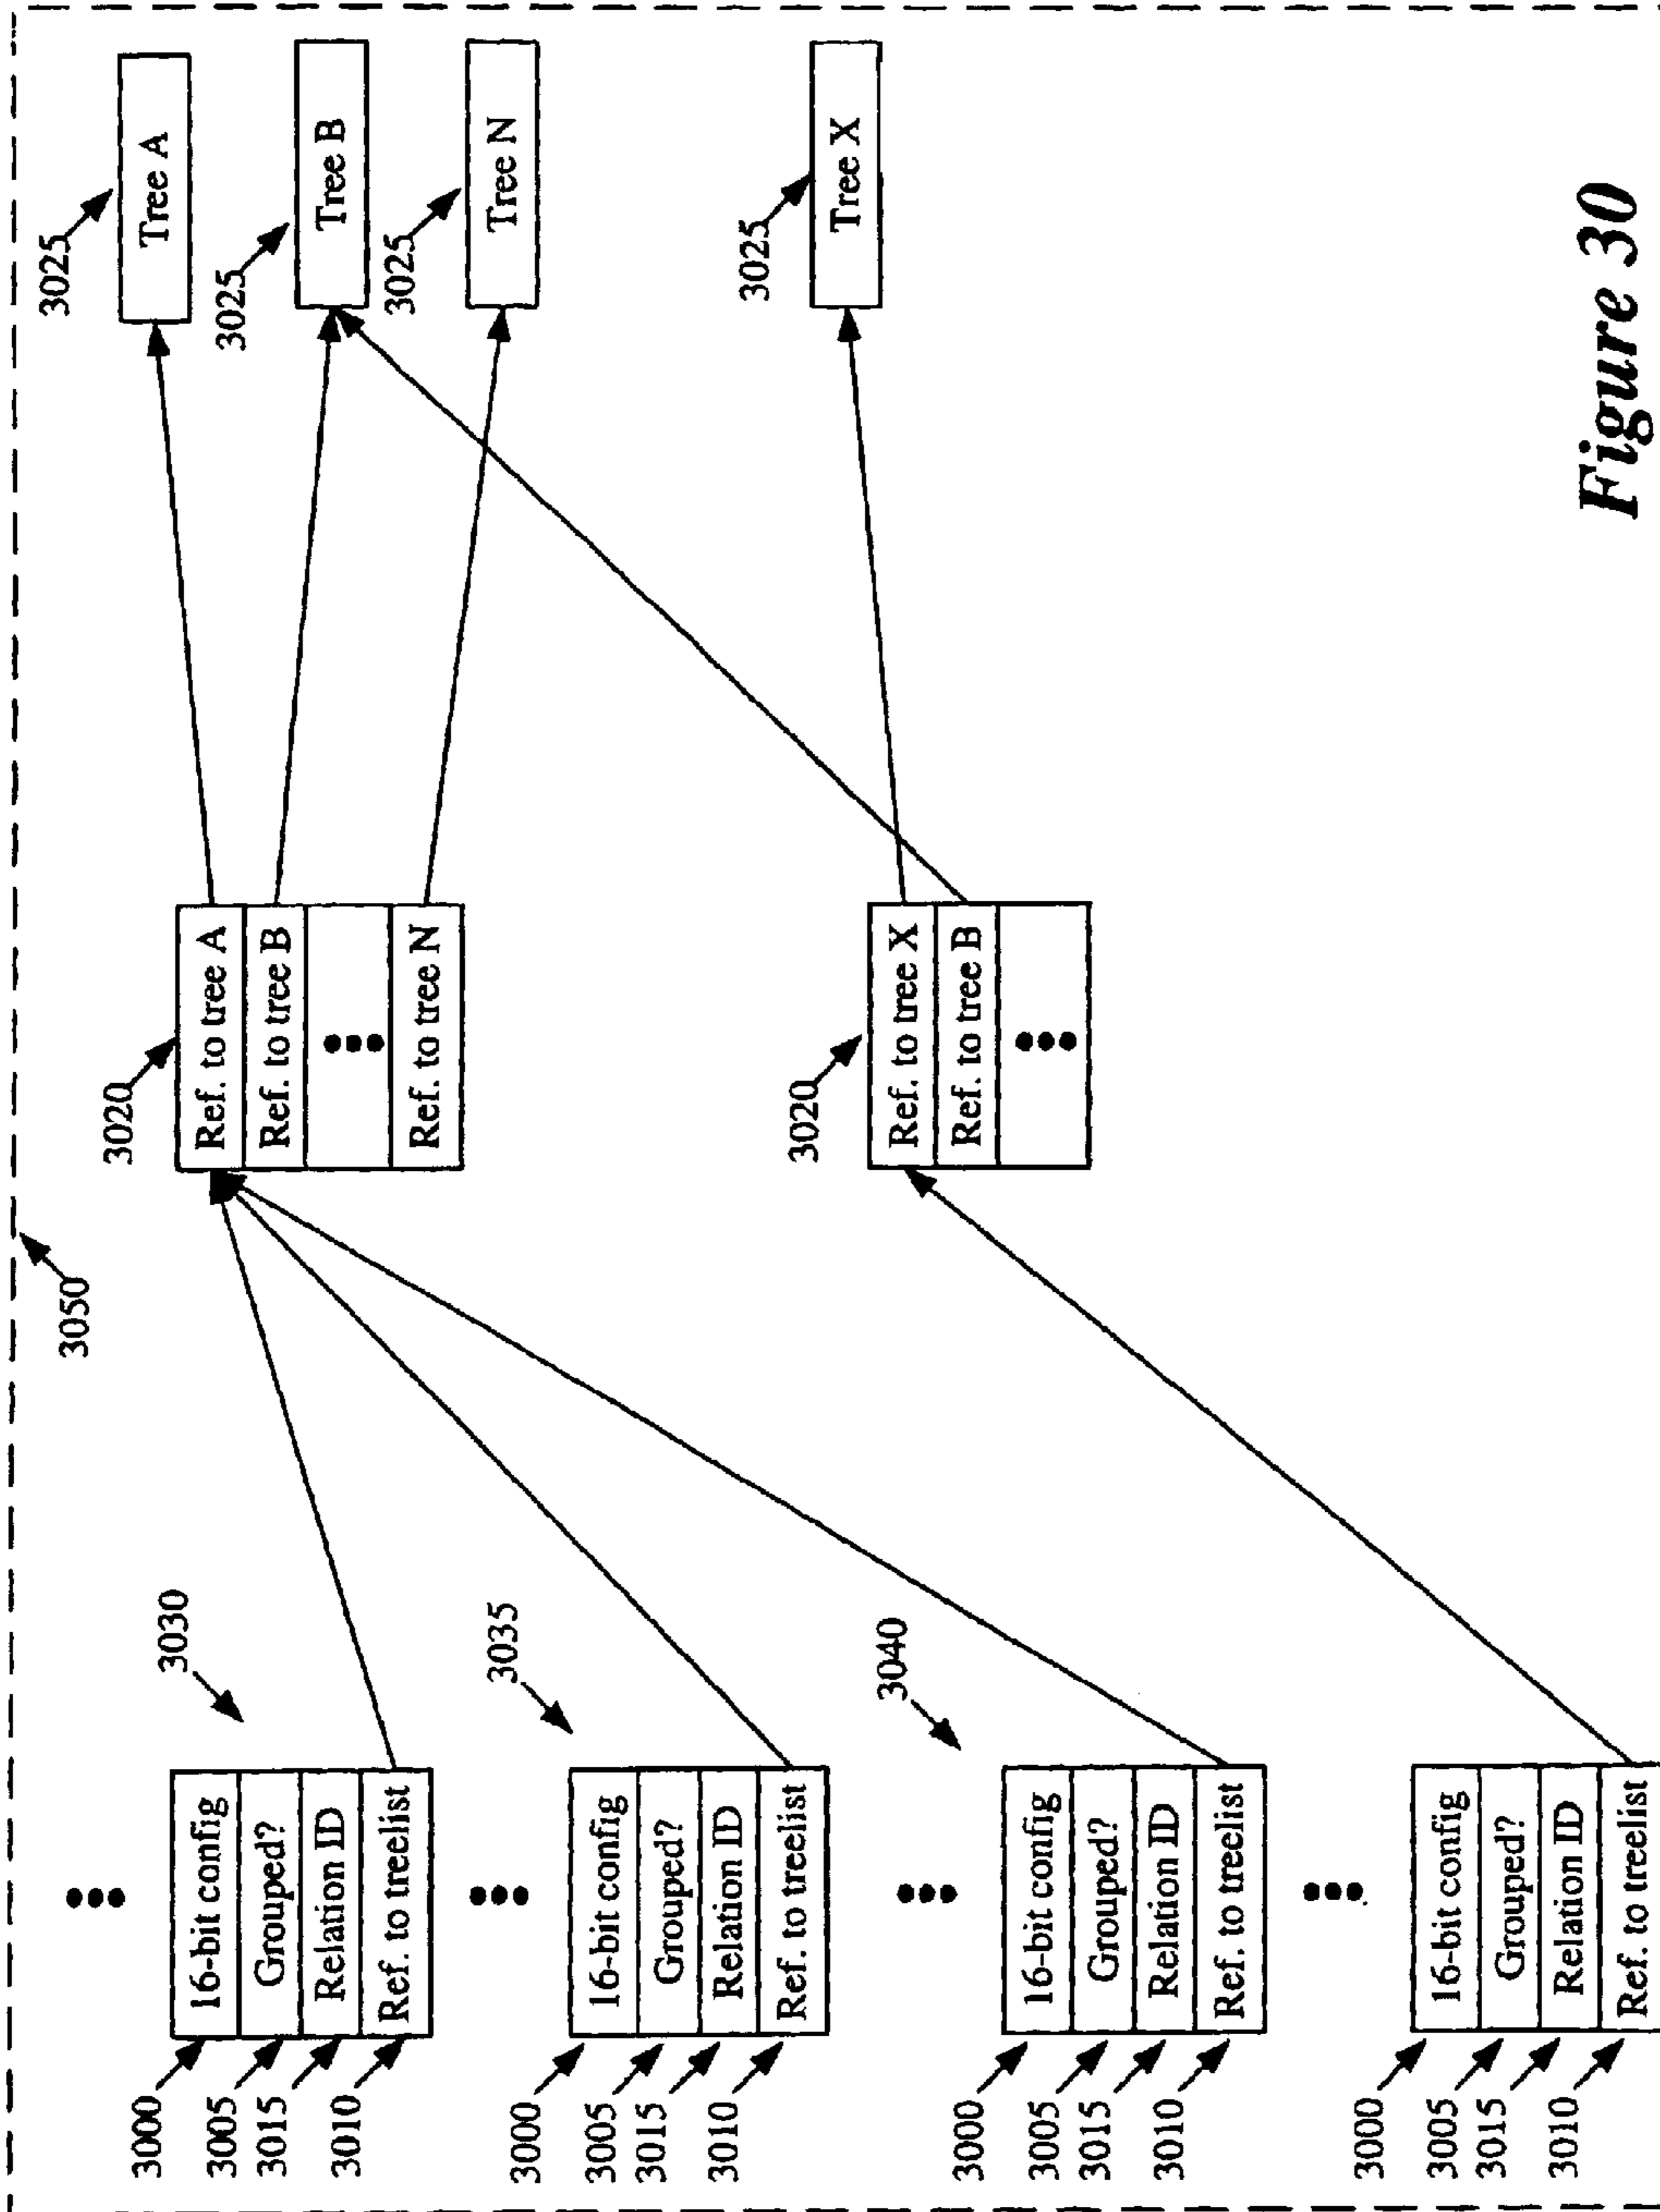 3050
3000
3005
3015
3010
16-bit config
Grouped?
Relation ID
Ref. to treelist
3030
3000
3005
3015
3010
16-bit config
Grouped?
Relation ID
Ref. to treelist
3035
3000
3005
3015
3010
16-bit config
Grouped?
Relation ID
Ref. to treelist
3040
3000
3005
3015
3010
16-bit config
Grouped?
Relation ID
Ref. to treelist
3020
Ref. to tree A
Ref. to tree B
Ref. to tree N
3020
Ref. to tree X
Ref. to tree B
3025
Tree A
3025
Tree B
3025
Tree N
3025
Tree X
Figure 30